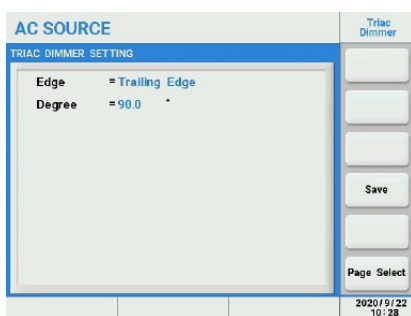 AC SOURCE
Triac
Dimmer
TRIAC DIMMER SETTING
Edge =Trailing Edge
Degree =90.0 °
Save
Page Select
2020/9/22
10:28